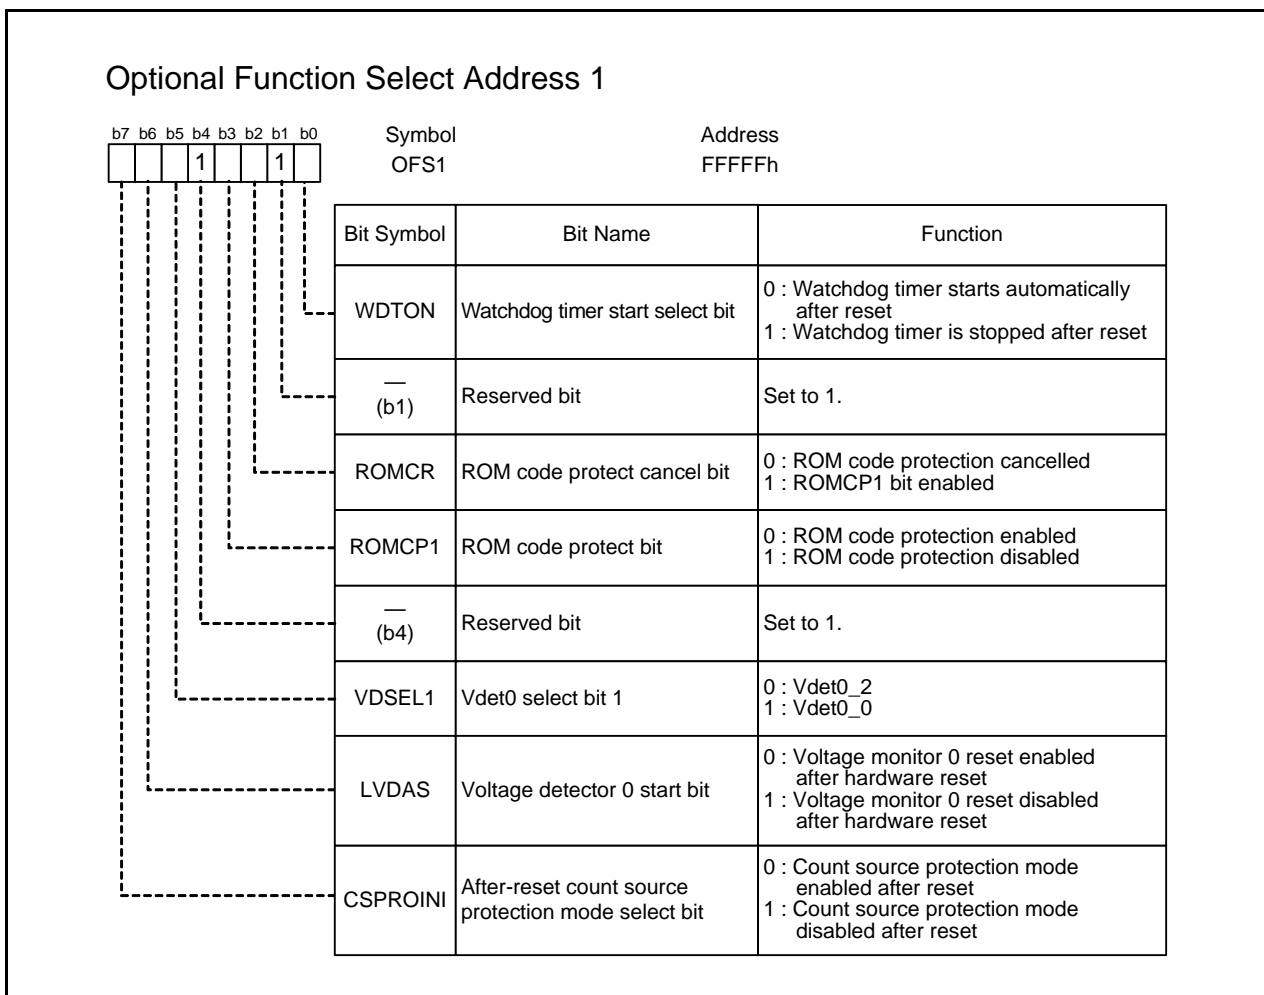 Optional Function Select Address 1
b7 b6 b5 b4 b3 b2 b1 b0
Symbol Address
1 1
OFS1 FFFFFh
Bit Symbol Bit Name Function
WDTON Watchdog timer start select bit
0 : Watchdog timer starts automatically
after reset
1 : Watchdog timer is stopped after reset
—
(b1)
Reserved bit Set to 1.
ROMCR ROM code protect cancel bit
0 : ROM code protection cancelled
1 : ROMCP1 bit enabled
ROMCP1 ROM code protect bit
0 : ROM code protection enabled
1 : ROM code protection disabled
—
(b4)
Reserved bit Set to 1.
VDSEL1 Vdet0 select bit 1
0 : Vdet0_2
1 : Vdet0_0
LVDAS Voltage detector 0 start bit
0 : Voltage monitor 0 reset enabled
after hardware reset
1 : Voltage monitor 0 reset disabled
after hardware reset
CSPROINI
After-reset count source
protection mode select bit
0 : Count source protection mode
enabled after reset
1 : Count source protection mode
disabled after reset